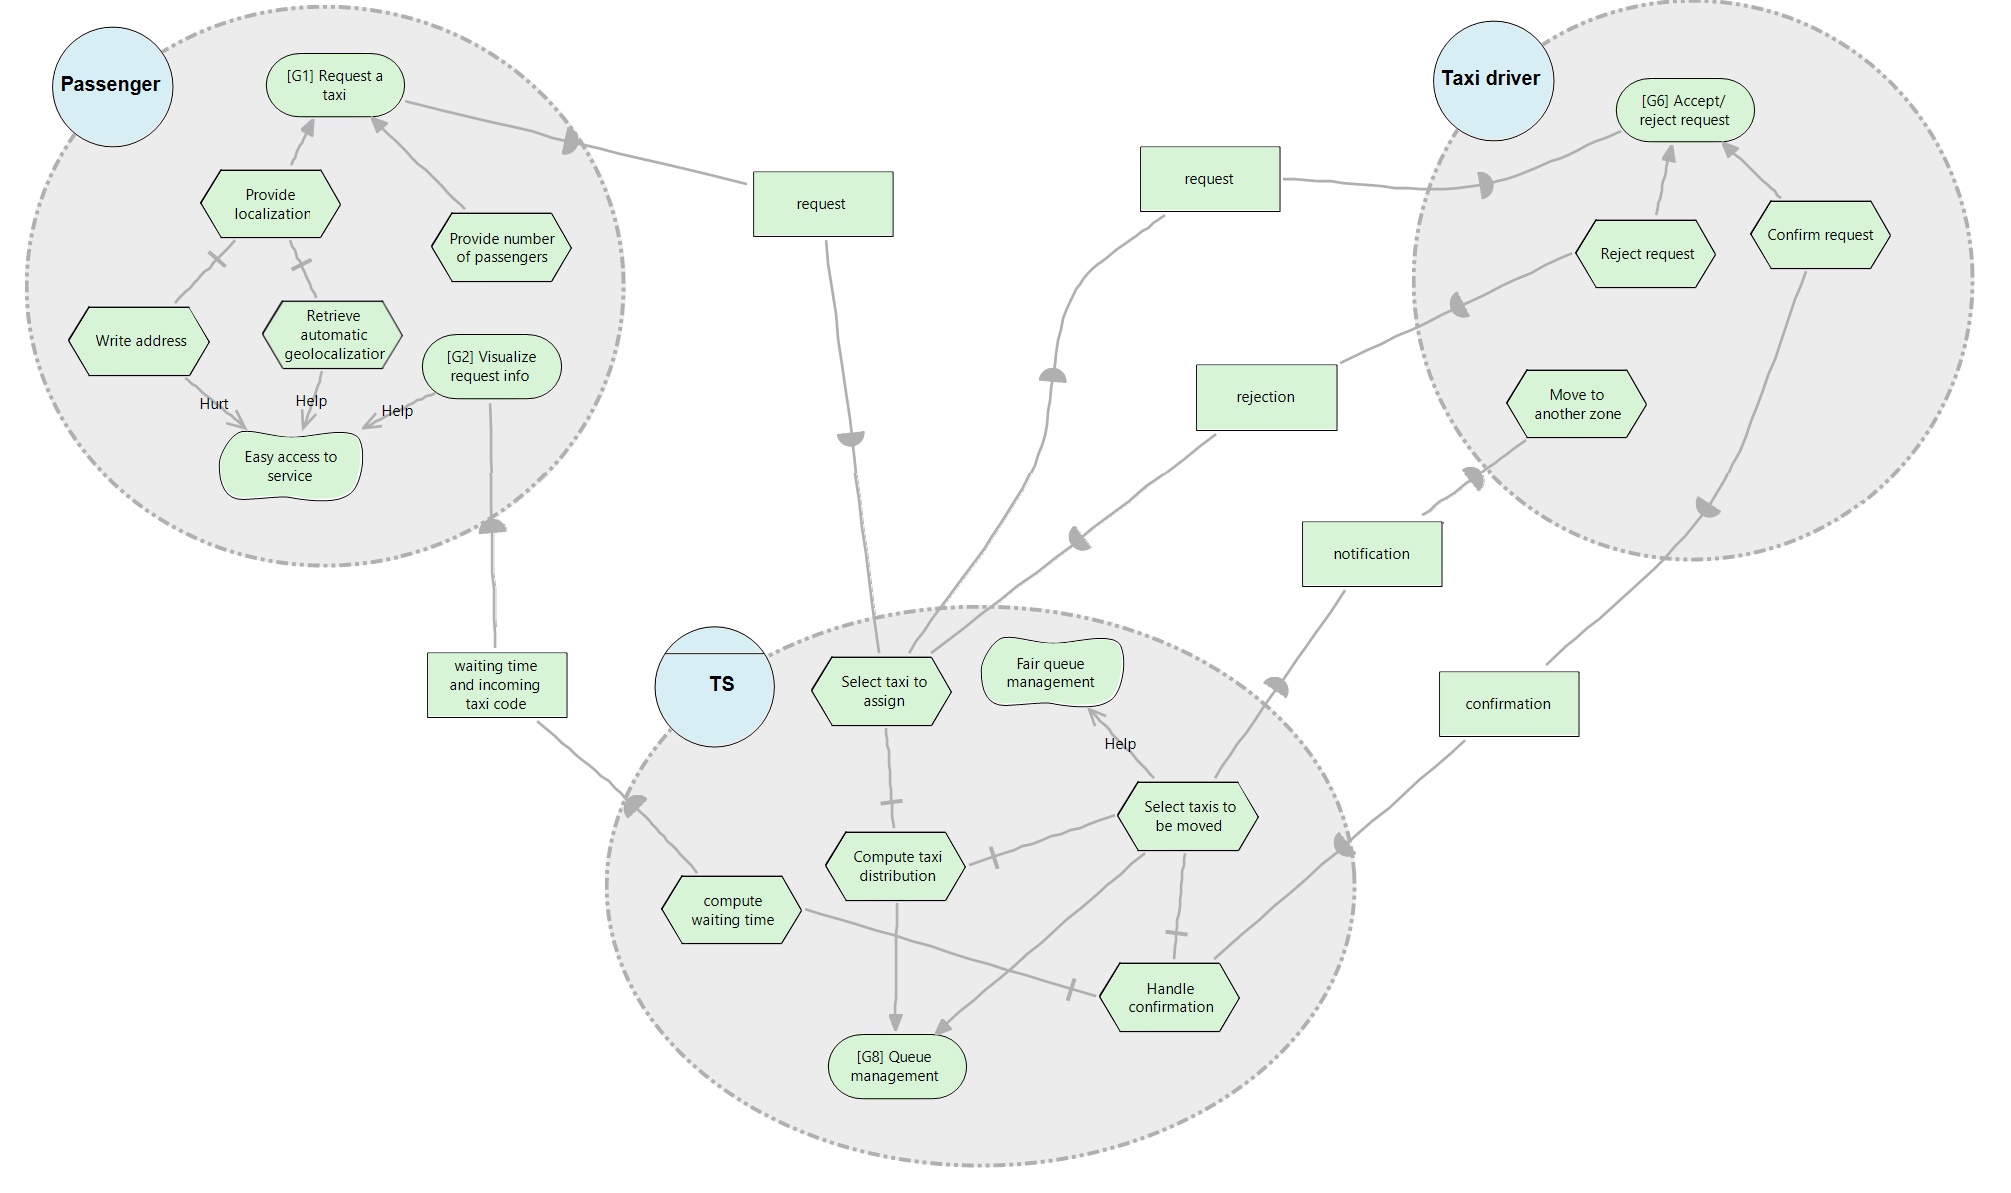 Passenger
[G1] Request a
taxi
Provide
localization
Provide number
of passengers
Write address
Retrieve
automatic
geolocalization
[G2] Visualize
request info
Hurt
Help
Help
Easy access to
service
request
request
rejection
notification
confirmation
waiting time
and incoming
taxi code
Taxi driver
[G6] Accept/
reject request
Reject request
Confirm request
Move to
another zone
TS
Select taxi to
assign
Fair queue
management
Help
Select taxis to
be moved
Compute taxi
distribution
compute
waiting time
Handle
confirmation
[G8] Queue
management